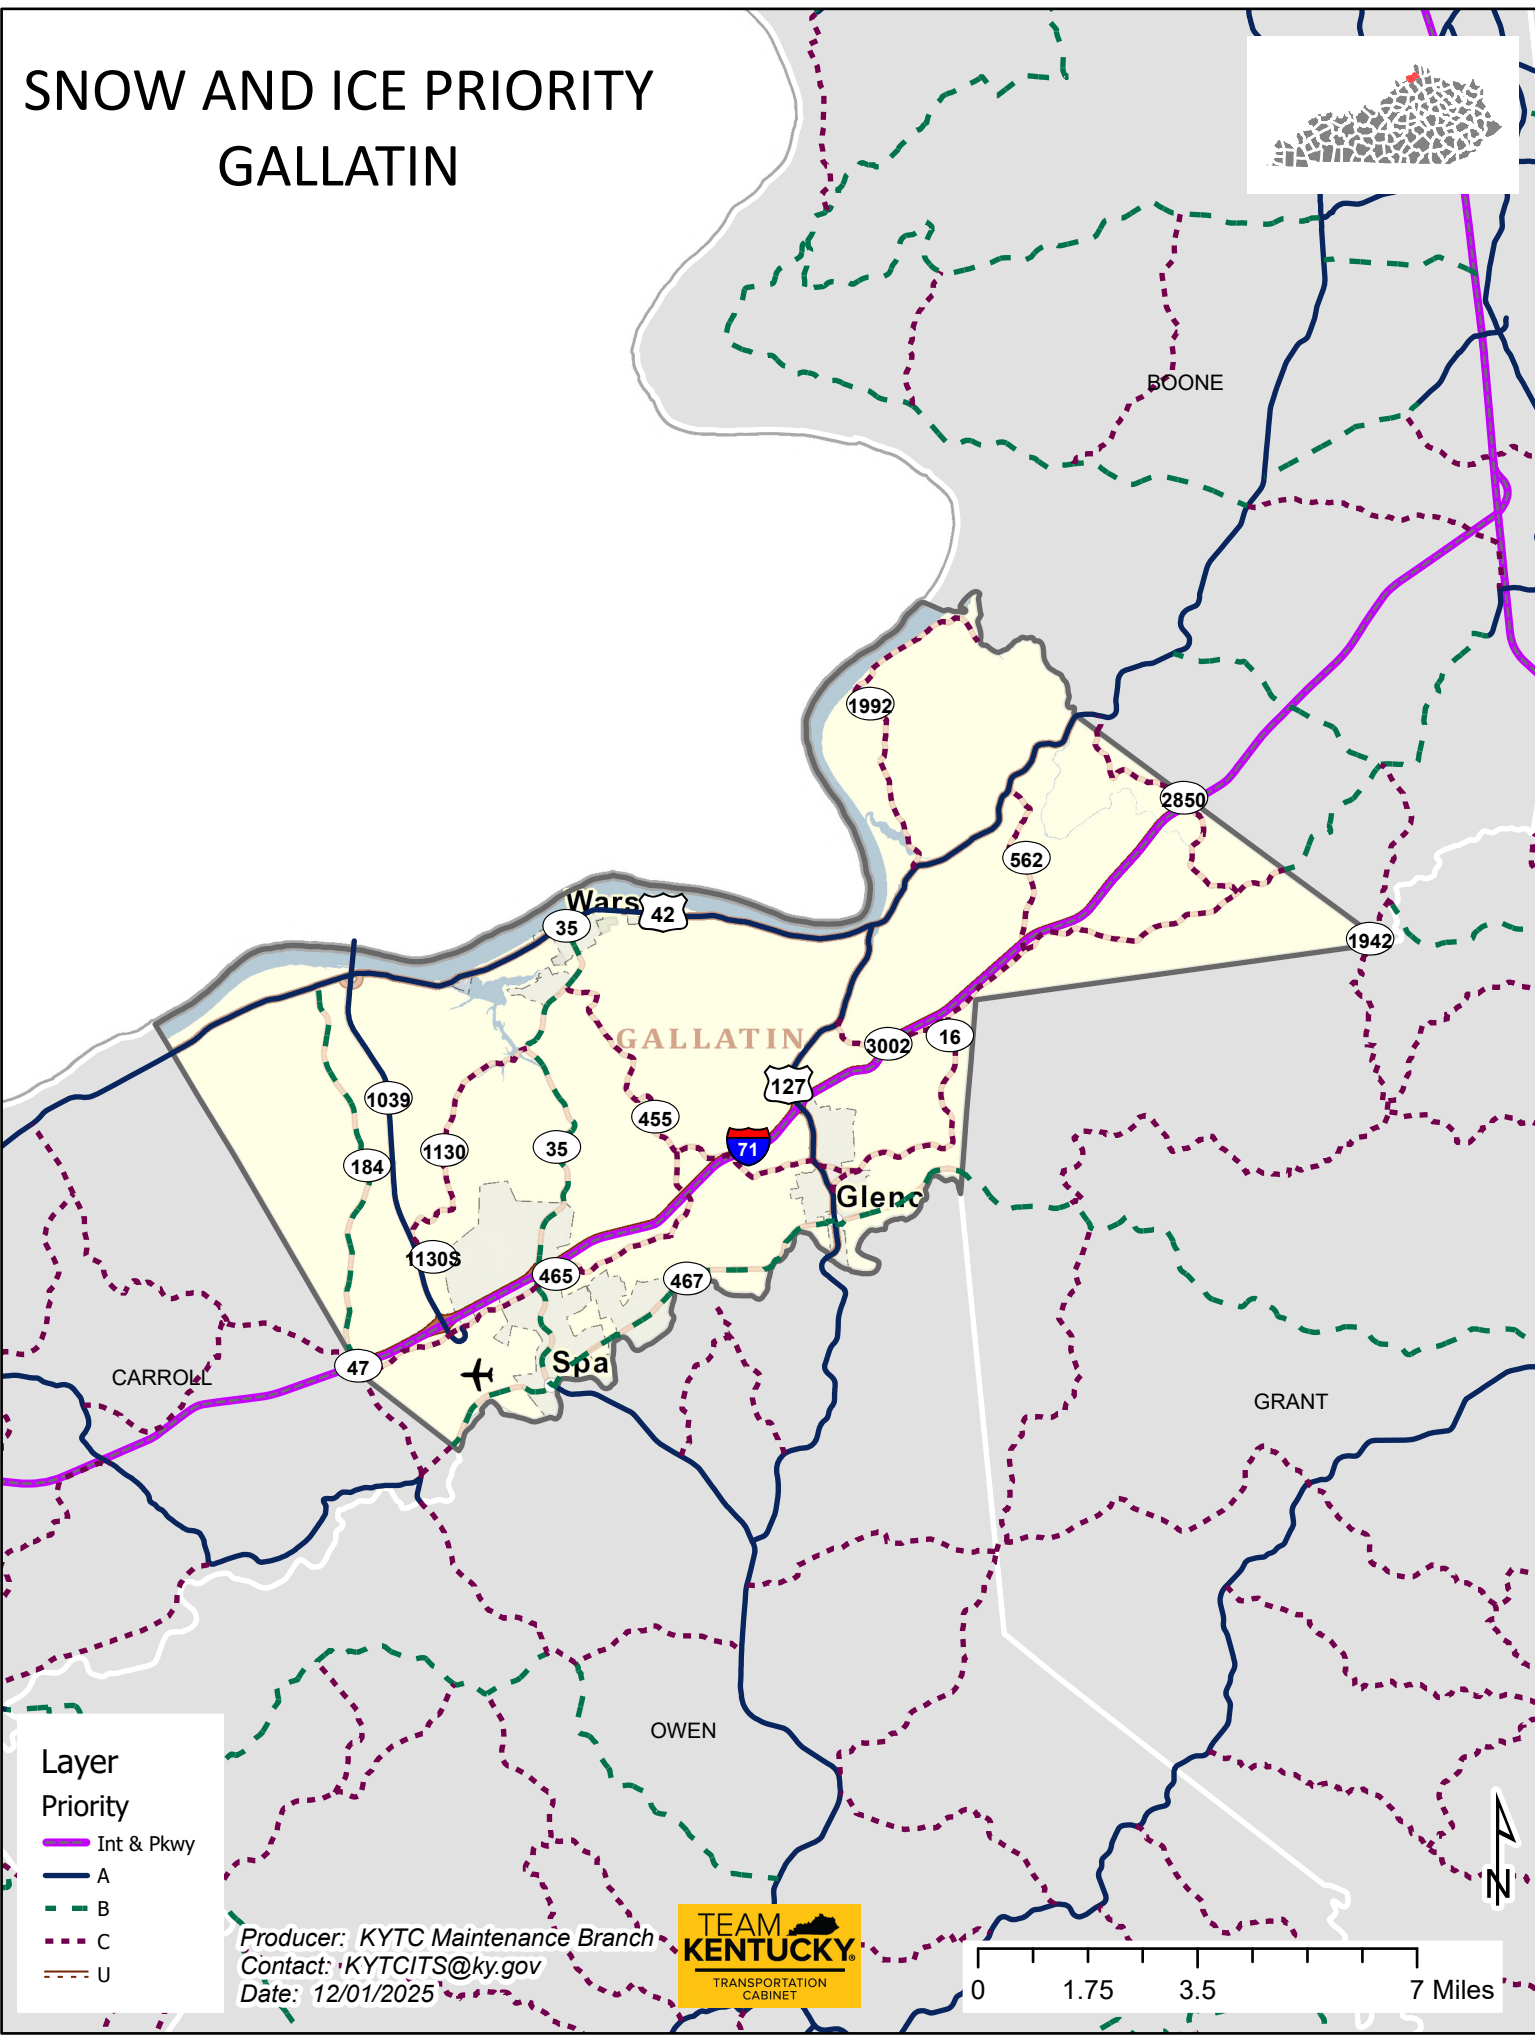 SNOW AND ICE PRIORITY
GALLATIN
BOONE
1992
2850
562
Wars
42
35
1942
GALLATIN
3002
16
127
1039
455
1130
35
71
184
Glenc
1130S
465
467
47
Spa
CARROLL
GRANT
OWEN
Layer
Priority
Int & Pkwy
A
B
C
U
Producer: KYTC Maintenance Branch
Contact: KYTCITS@ky.gov
Date: 12/01/2025
TEAM
KENTUCKY®
TRANSPORTATION
CABINET
N
0 1.75 3.5 7 Miles